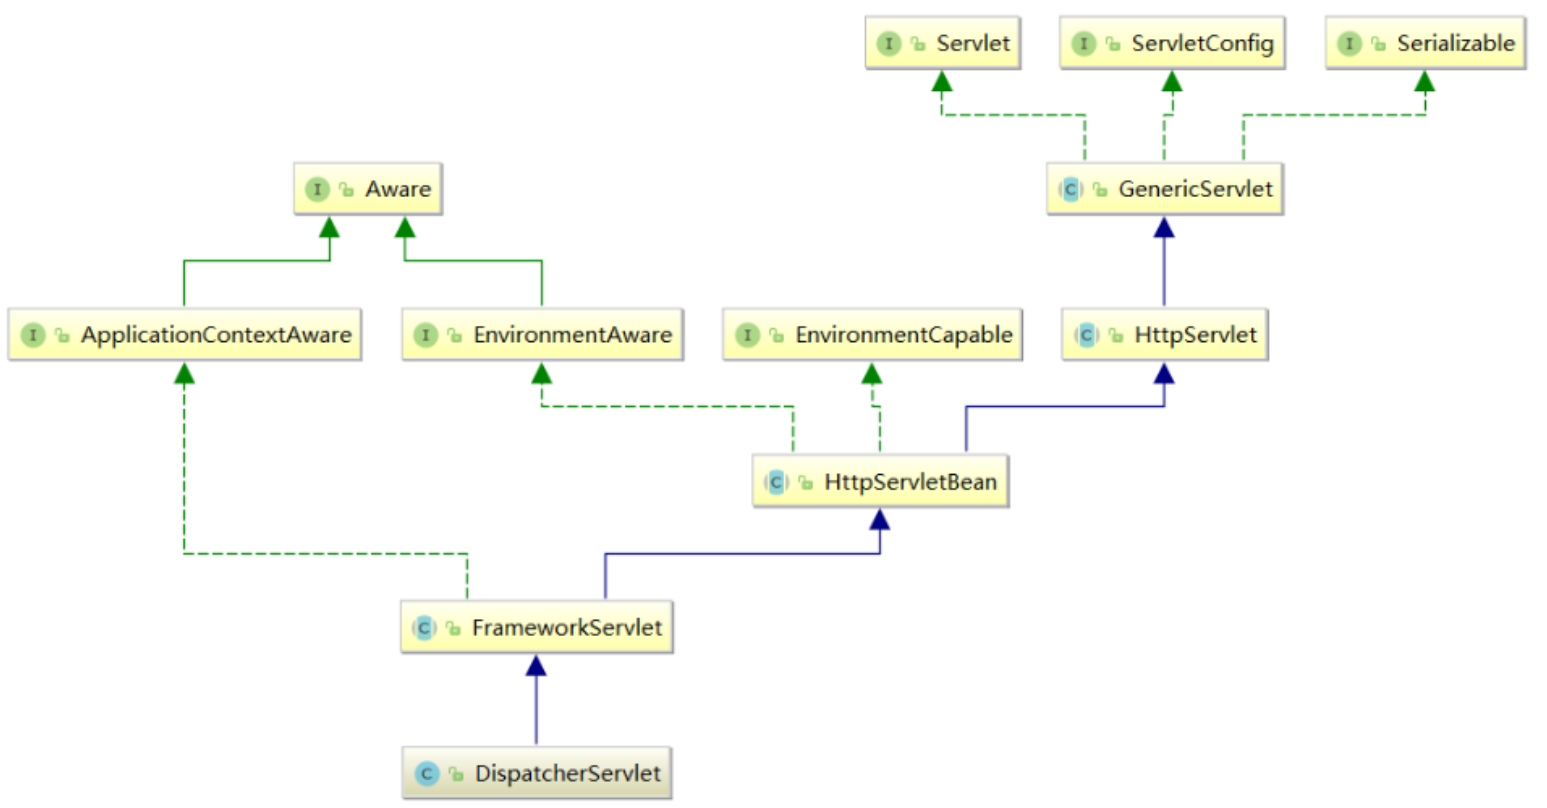 I Servlet
I ServletConfig
I Serializable
I Aware
C GenericServlet
I ApplicationContextAware
I EnvironmentAware
I EnvironmentCapable
C HttpServlet
C HttpServletBean
C FrameworkServlet
C DispatcherServlet